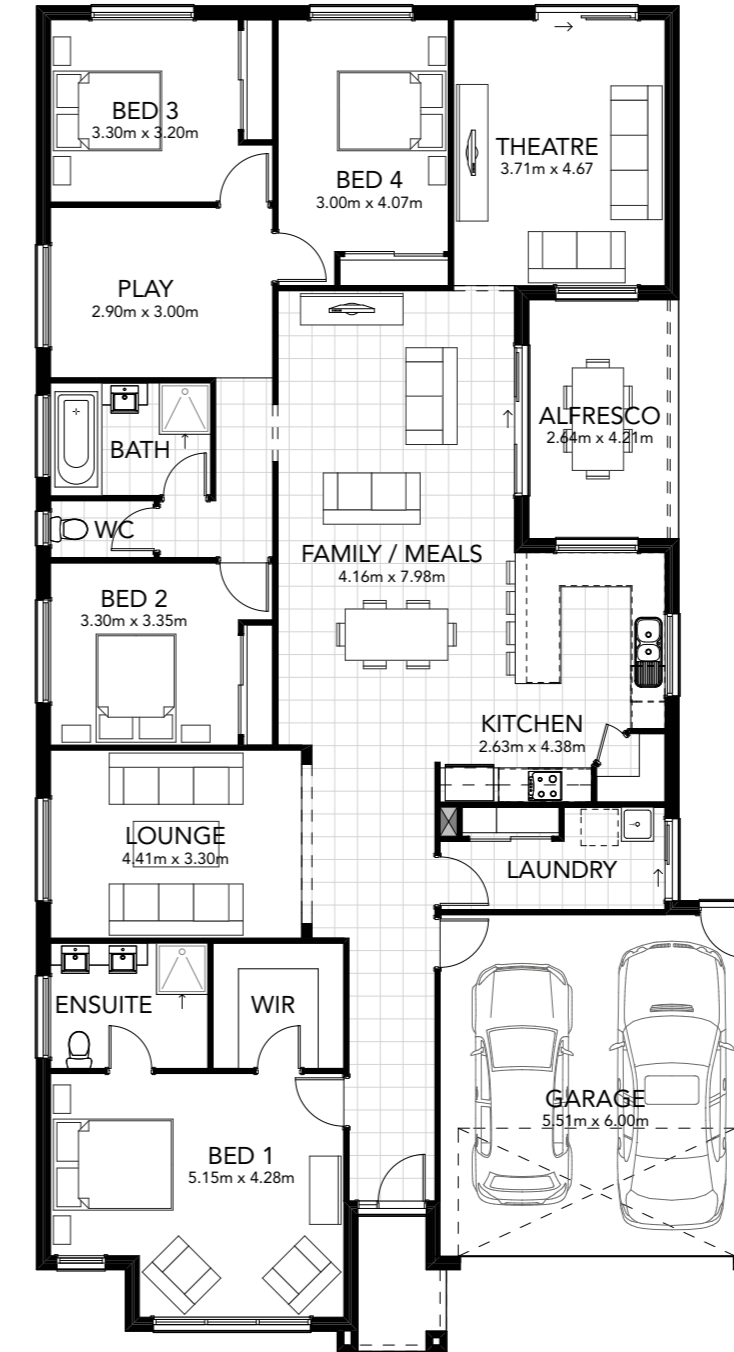 BED 3
3.30m x 3.20m
BED 4
3.00m x 4.07m
THEATRE
3.71m x 4.67
PLAY
2.90m x 3.00m
BATH
ALFRESCO
2.64m x 4.21m
WC
FAMILY / MEALS
4.16m x 7.98m
BED 2
3.30m x 3.35m
KITCHEN
2.63m x 4.38m
LOUNGE
4.41m x 3.30m
LAUNDRY
ENSUITE
WIR
GARAGE
5.51m x 6.00m
BED 1
5.15m x 4.28m